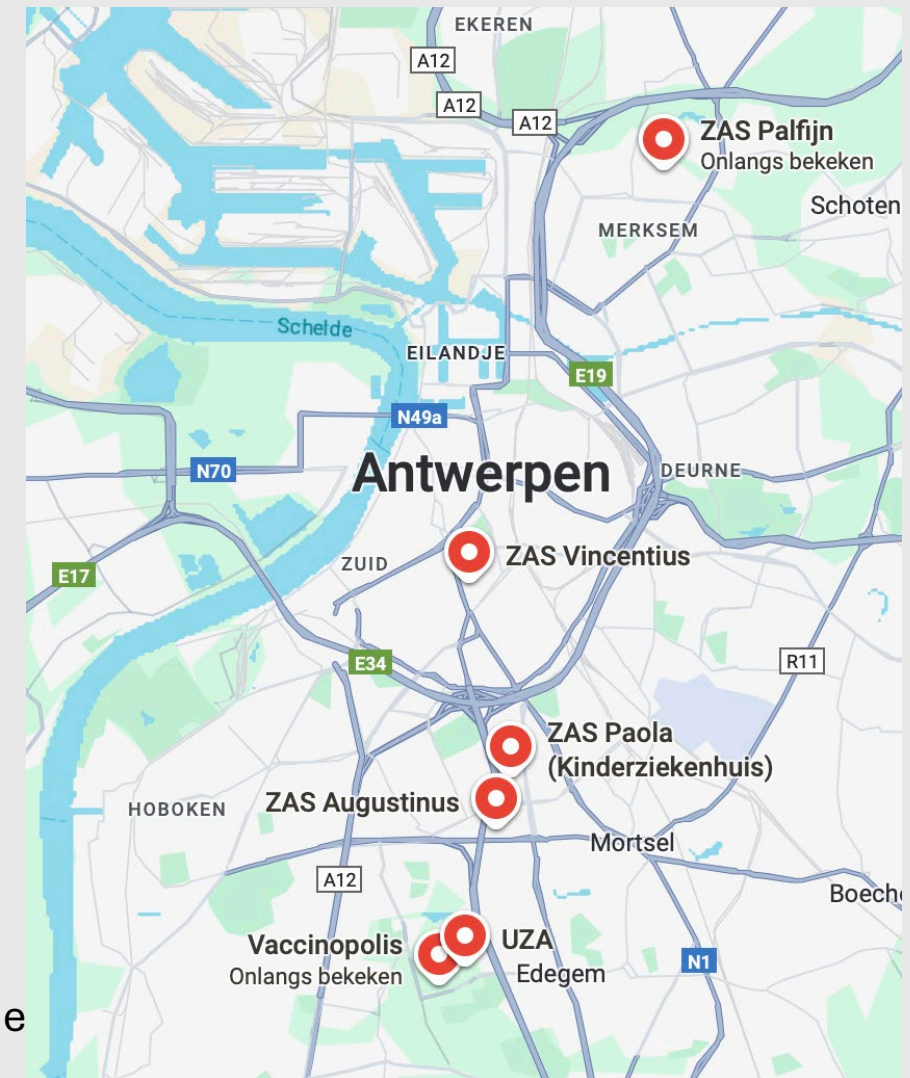 EKEREN
A12
A12
A12
ZAS Palfijn
Onlangs bekeken
Schoten
MERKSEM
Schelde
EILANDJE
E19
N49a
Antwerpen
DEURNE
N70
ZUID
ZAS Vincentius
E17
E34
R11
ZAS Paola
(Kinderziekenhuis)
HOBOKEN
ZAS Augustinus
Mortsel
A12
Boech
Vaccinopolis
Onlangs bekeken
UZA
Edegem
N1
e